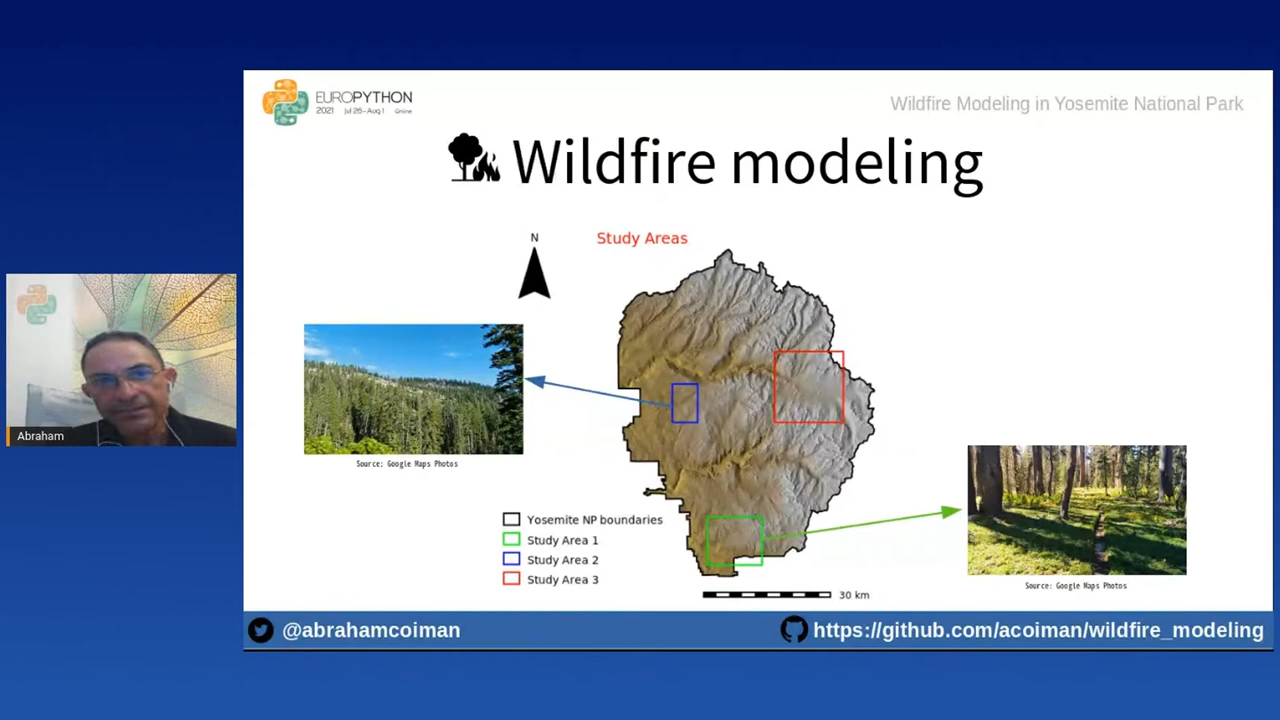 EUROPYTHON
2021 Jul 26-Aug 1 Online
Wildfire Modeling in Yosemite National Park
Wildfire modeling
N
Study Areas
Source: Google Maps Photos
Abraham
Yosemite NP boundaries
Study Area 1
Study Area 2
Study Area 3
30 km
Source: Google Maps Photos
@abrahamcoiman
https://github.com/acoiman/wildfire_modeling